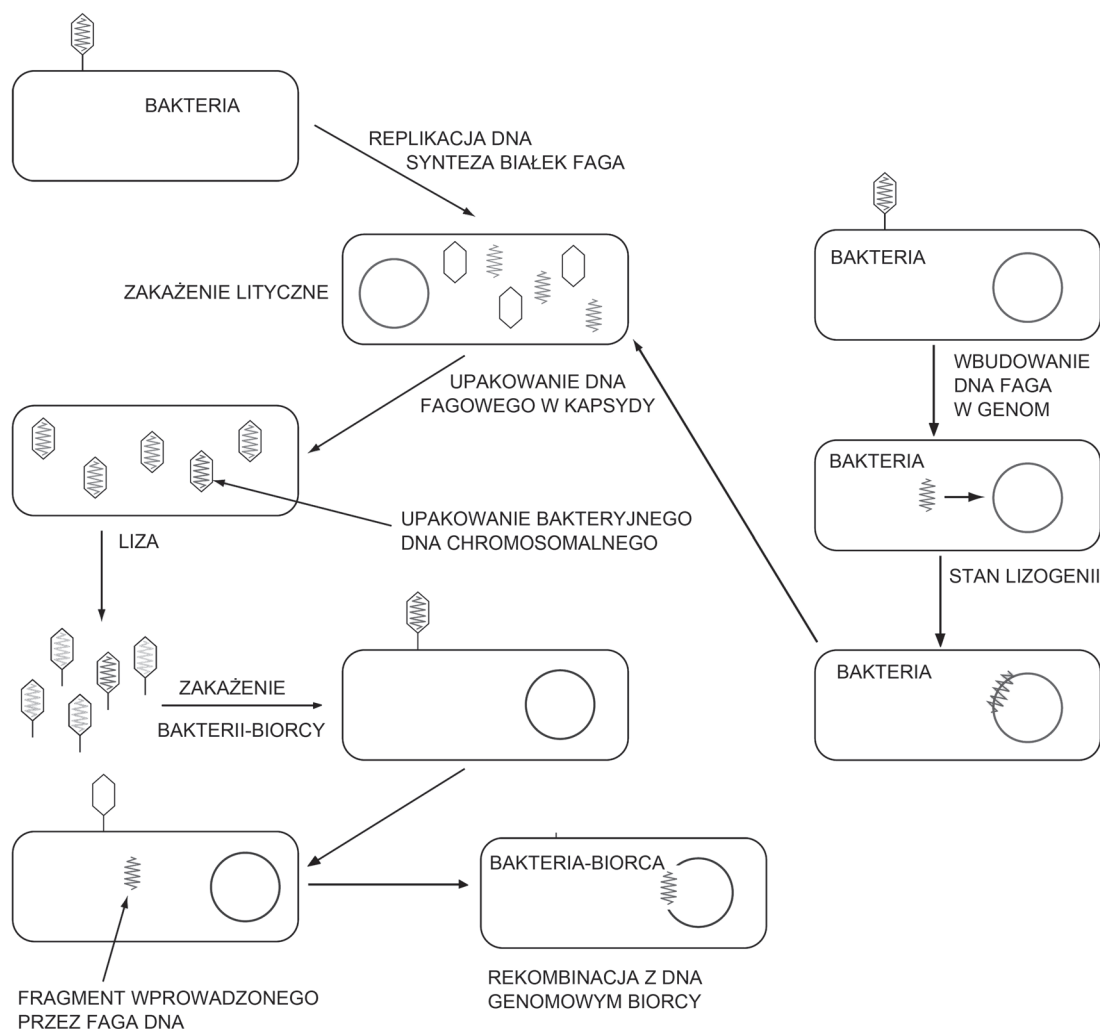 BAKTERIA
REPLIKACJA DNA
SYNTEZA BIAŁEK FAGA
ZAKAŻENIE LITYCZNE
UPAKOWANIE DNA
FAGOWEGO W KAPSYDY
UPAKOWANIE BAKTERYJNEGO
DNA CHROMOSOMALNEGO
LIZA
ZAKAŻENIE
BAKTERII-BIORCY
FRAGMENT WPROWADZONEGO
PRZEZ FAGA DNA
BAKTERIA-BIORCA
REKOMBINACJA Z DNA
GENOMOWYM BIORCY
BAKTERIA
WBUDOWANIE
DNA FAGA
W GENOM
BAKTERIA
STAN LIZOGENII
BAKTERIA